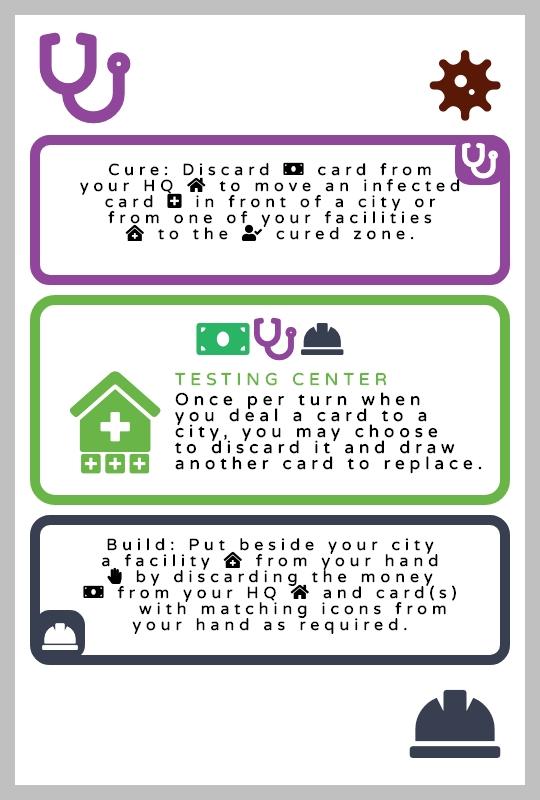 Cure: Discard card from
your HQ to move an infected
card in front of a city or
from one of your facilities
to the cured zone.
TESTING CENTER
Once per turn when
you deal a card to a
city, you may choose
to discard it and draw
another card to replace.
Build: Put beside your city
a facility from your hand
by discarding the money
from your HQ and card(s)
with matching icons from
your hand as required.